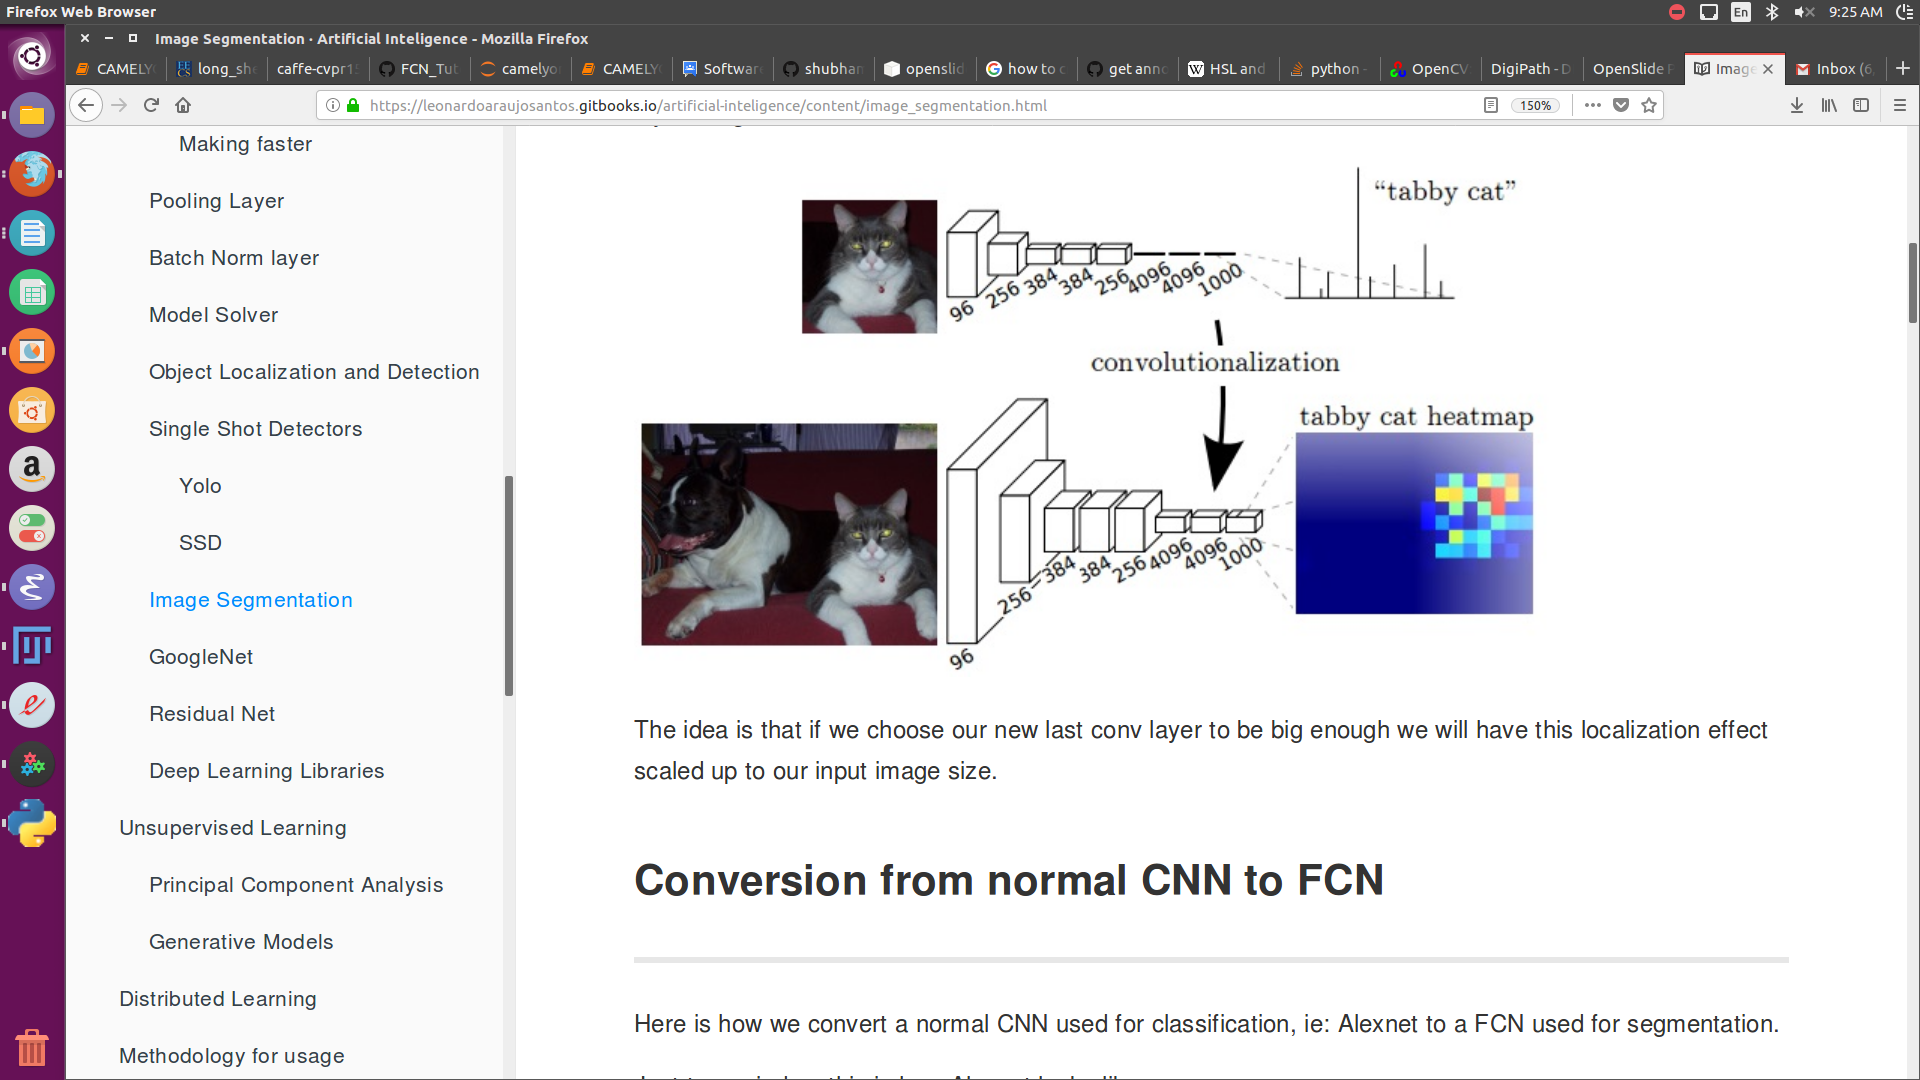 Firefox Web Browser
En
9:25 AM
Image Segmentation · Artificial Inteligence - Mozilla Firefox
CAMELY
long_she
caffe-cvpr15
FCN_Tut
camelyo
CAMELY
Softwar
shubham
openslid
how to c
get anno
HSL and
python -
OpenCV
DigiPath - D
OpenSlide P
Image
Inbox (6
https://leonardoaraujosantos.gitbooks.io/artificial-inteligence/content/image_segmentation.html
150%
Making faster
Pooling Layer
Batch Norm layer
Model Solver
Object Localization and Detection
Single Shot Detectors
Yolo
SSD
Image Segmentation
GoogleNet
Residual Net
Deep Learning Libraries
Unsupervised Learning
Principal Component Analysis
Generative Models
Distributed Learning
Methodology for usage
“tabby cat”
96
256
384
384
256
4096
4096
1000
convolutionalization
tabby cat heatmap
96
256
384
384
256
4096
4096
1000
The idea is that if we choose our new last conv layer to be big enough we will have this localization effect
scaled up to our input image size.
Conversion from normal CNN to FCN
Here is how we convert a normal CNN used for classification, ie: Alexnet to a FCN used for segmentation.